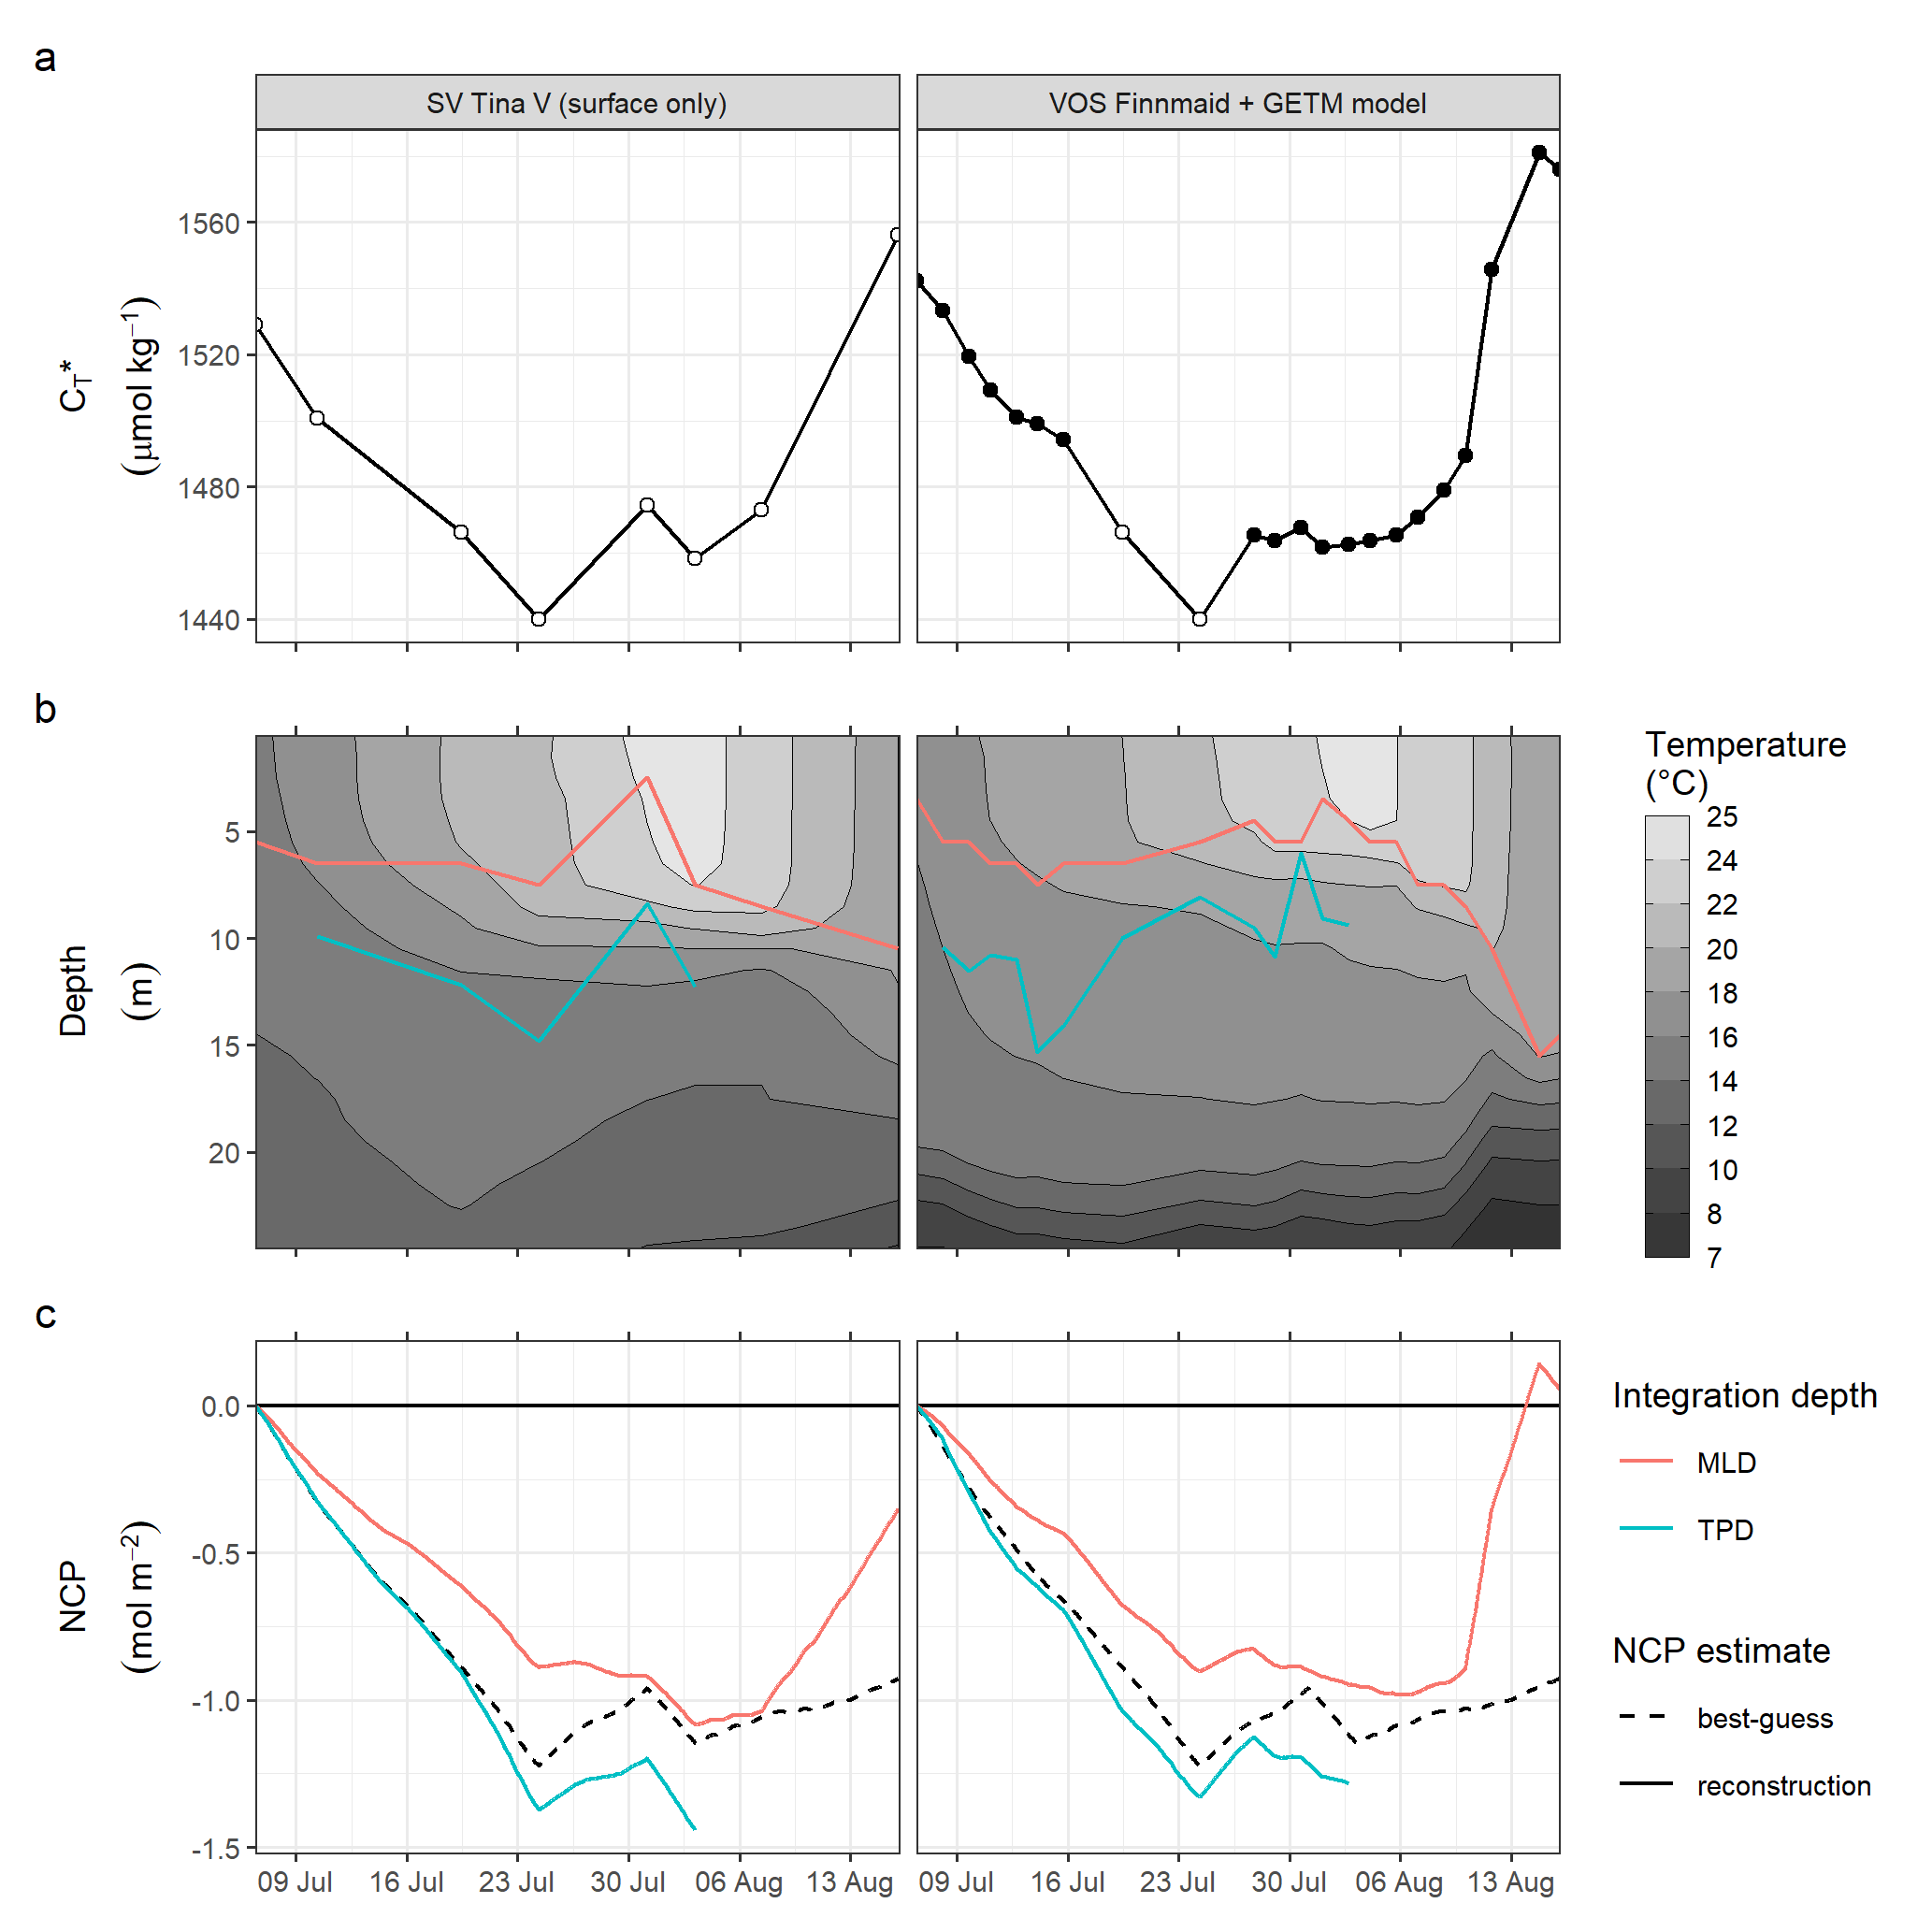 a
SV Tina V (surface only)
VOS Finnmaid + GETM model
C_T*
(μmol kg⁻¹)
1560
1520
1480
1440
b
Depth
(m)
5
10
15
20
Temperature
(°C)
25
24
22
20
18
16
14
12
10
8
7
c
NCP
(mol m⁻²)
0.0
-0.5
-1.0
-1.5
09 Jul 16 Jul 23 Jul 30 Jul 06 Aug 13 Aug
09 Jul 16 Jul 23 Jul 30 Jul 06 Aug 13 Aug
Integration depth
MLD
TPD
NCP estimate
best-guess
reconstruction